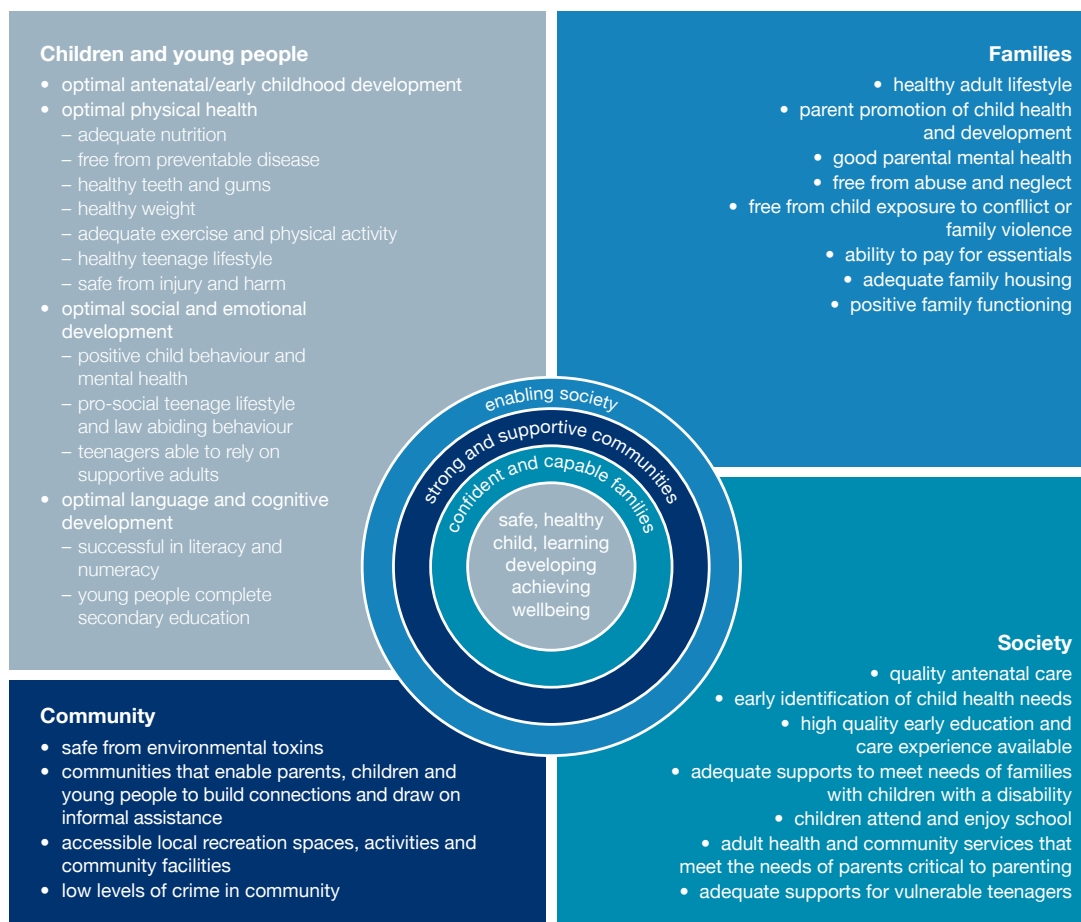 Children and young people
• optimal antenatal/early childhood development
• optimal physical health
– adequate nutrition
– free from preventable disease
– healthy teeth and gums
– healthy weight
– adequate exercise and physical activity
– healthy teenage lifestyle
– safe from injury and harm
• optimal social and emotional
development
– positive child behaviour and
mental health
– pro-social teenage lifestyle
and law abiding behaviour
– teenagers able to rely on
supportive adults
• optimal language and cognitive
development
– successful in literacy and
numeracy
– young people complete
secondary education
Families
• healthy adult lifestyle
• parent promotion of child health
and development
• good parental mental health
• free from abuse and neglect
• free from child exposure to confllict or
family violence
• ability to pay for essentials
• adequate family housing
• positive family functioning
enabling society
strong and supportive communities
confident and capable families
safe, healthy
child, learning
developing
achieving
wellbeing
Community
• safe from environmental toxins
• communities that enable parents, children and
young people to build connections and draw on
informal assistance
• accessible local recreation spaces, activities and
community facilities
• low levels of crime in community
Society
• quality antenatal care
• early identification of child health needs
• high quality early education and
care experience available
• adequate supports to meet needs of families
with children with a disability
• children attend and enjoy school
• adult health and community services that
meet the needs of parents critical to parenting
• adequate supports for vulnerable teenagers